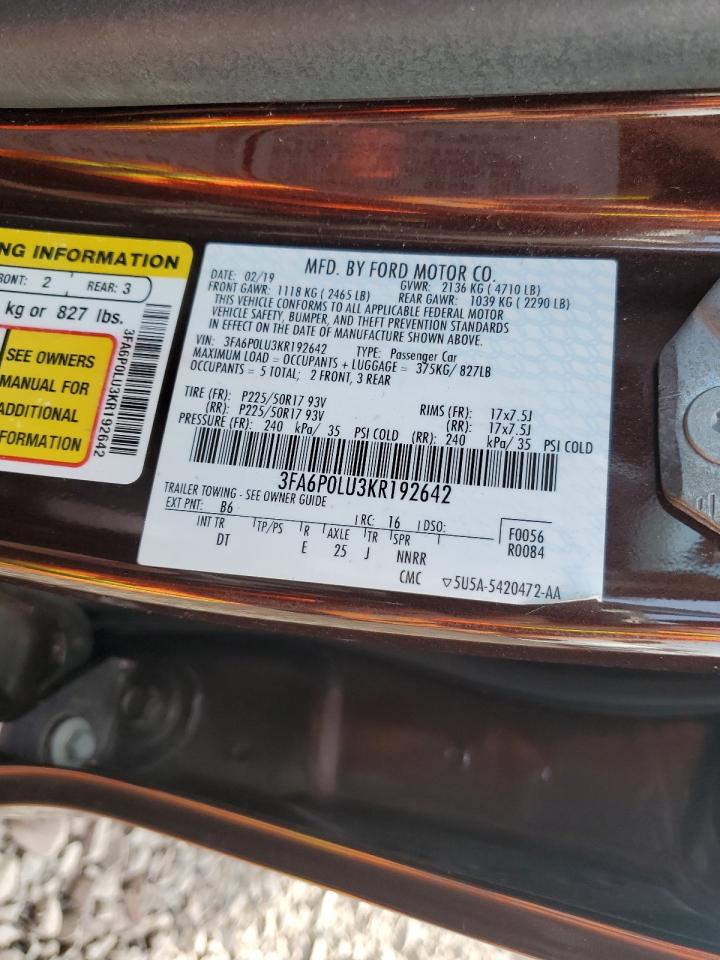 NG INFORMATION
RONT: 2 REAR: 3
kg or 827 lbs.
SEE OWNERS
MANUAL FOR
ADDITIONAL
FORMATION
3FA6P0LU3KR192642
MFD. BY FORD MOTOR CO.
DATE: 02/19 GVWR: 2136 KG ( 4710 LB)
FRONT GAWR: 1118 KG ( 2465 LB) REAR GAWR: 1039 KG ( 2290 LB)
THIS VEHICLE CONFORMS TO ALL APPLICABLE FEDERAL MOTOR
VEHICLE SAFETY, BUMPER, AND THEFT PREVENTION STANDARDS
IN EFFECT ON THE DATE OF MANUFACTURE SHOWN ABOVE.
VIN: 3FA6P0LU3KR192642 TYPE: Passenger Car
MAXIMUM LOAD = OCCUPANTS + LUGGAGE = 375KG/ 827LB
OCCUPANTS = 5 TOTAL; 2 FRONT, 3 REAR
TIRE (FR): P225/50R17 93V RIMS (FR): 17x7.5J
(RR): P225/50R17 93V (RR): 17x7.5J
PRESSURE (FR): 240 kPa/ 35 PSI COLD (RR): 240 kPa/ 35 PSI COLD
3FA6P0LU3KR192642
TRAILER TOWING - SEE OWNER GUIDE
EXT PNT: B6 RC: 16 DSO: F0056
INT TR TP/PS R AXLE TR SPR R0084
DT E 25 J NNRR
CMC ▽5U5A-5420472-AA